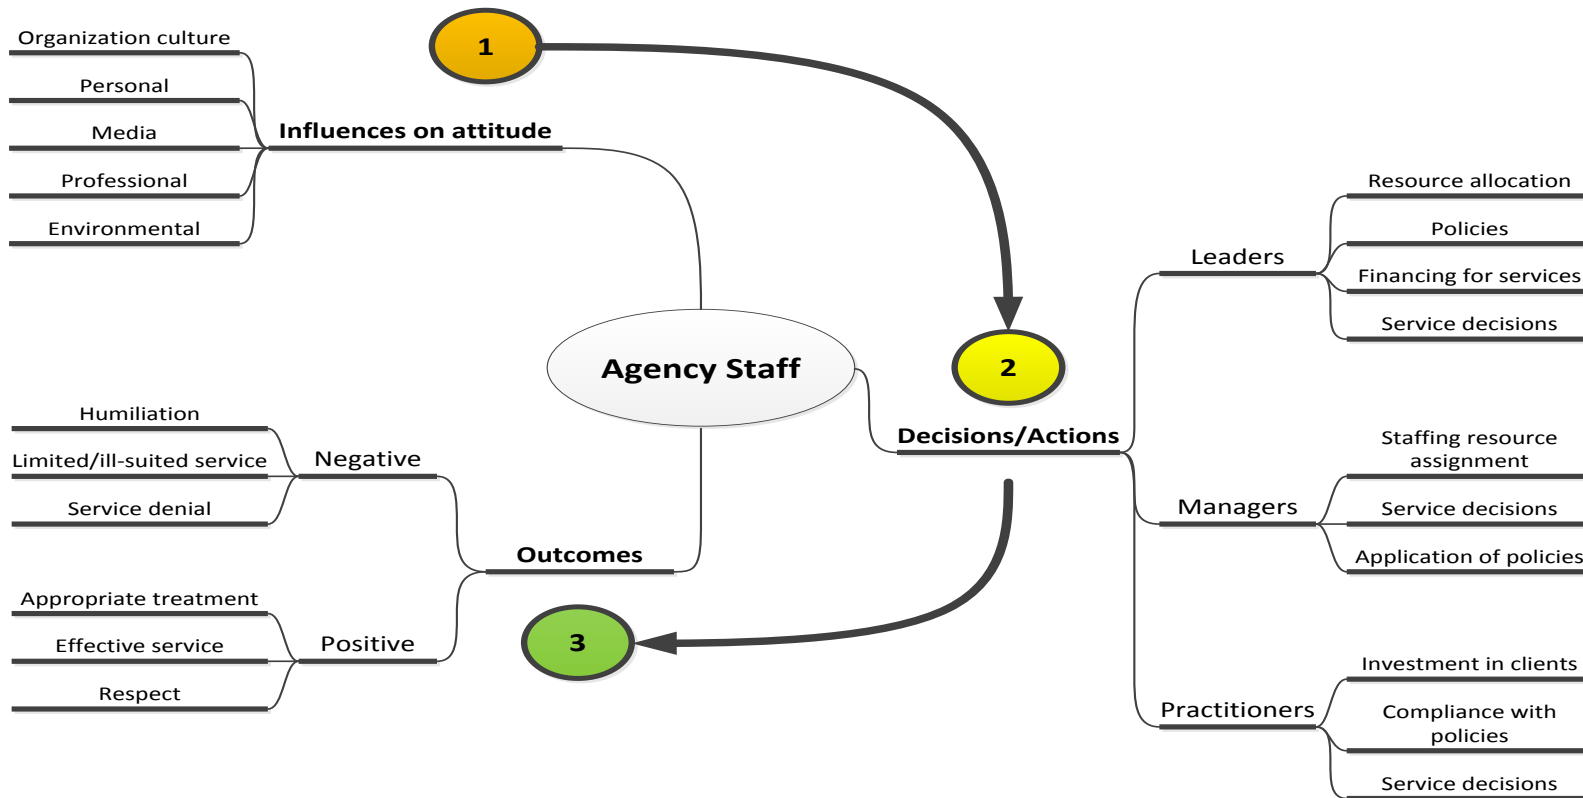 1
Organization culture
Personal
Media
Professional
Environmental
Influences on attitude
Agency Staff
2
Decisions/Actions
Leaders
Resource allocation
Policies
Financing for services
Service decisions
Managers
Staffing resource
assignment
Service decisions
Application of policies
Practitioners
Investment in clients
Compliance with
policies
Service decisions
3
Outcomes
Negative
Humiliation
Limited/ill-suited service
Service denial
Positive
Appropriate treatment
Effective service
Respect